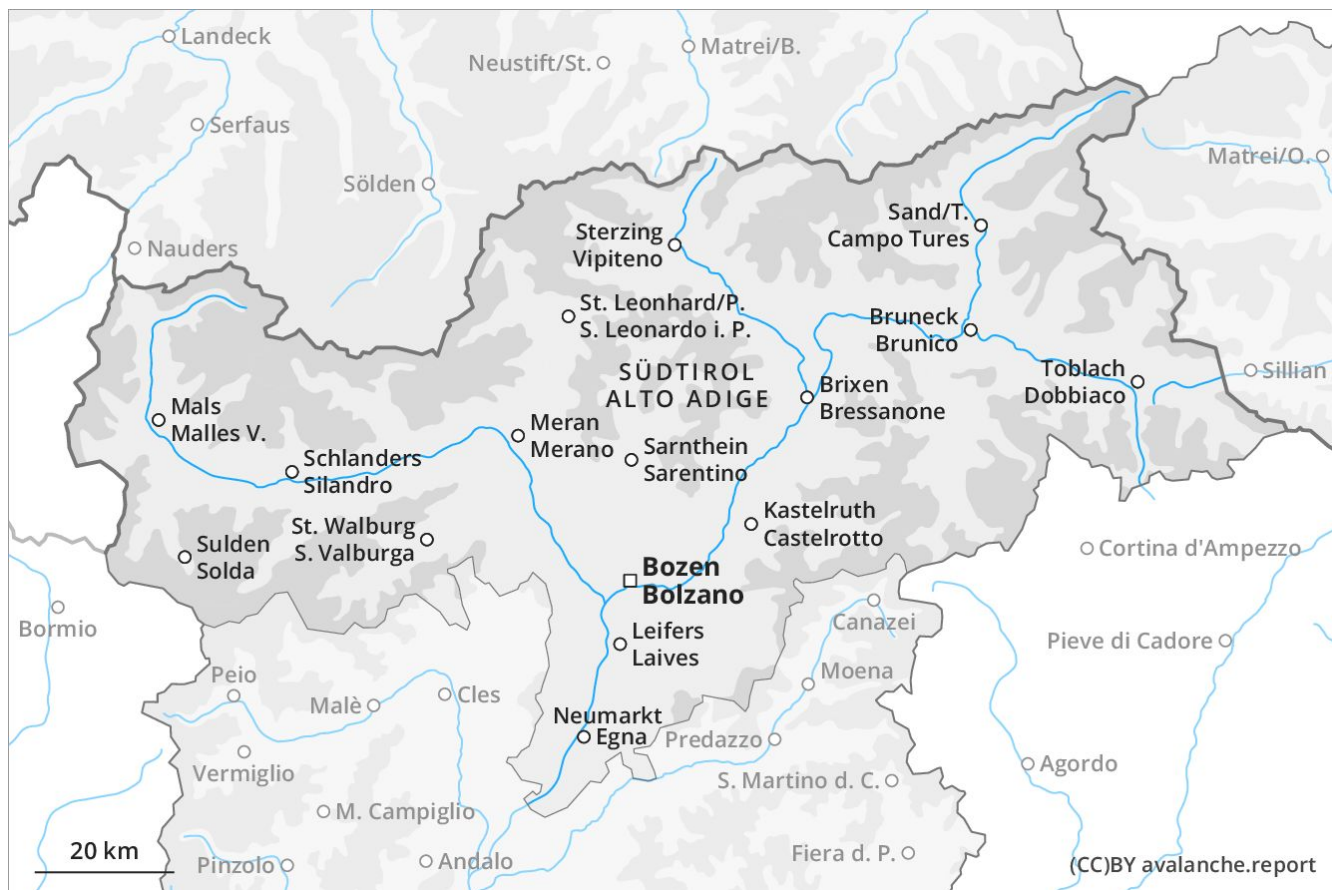 Landeck
Matrei/B.
Neustift/St.
Serfaus
Matrei/O.
Sölden
Sand/T.
Campo Tures
Sterzing
Vipiteno
Nauders
St. Leonhard/P.
S. Leonardo i. P.
Bruneck
Brunico
SÜDTIROL
ALTO ADIGE
Toblach
Dobbiaco
Sillian
Brixen
Bressanone
Mals
Malles V.
Meran
Merano
Sarnthein
Sarentino
Schlanders
Silandro
Kastelruth
Castelrotto
St. Walburg
S. Valburga
Sulden
Solda
Cortina d'Ampezzo
Bozen
Bolzano
Bormio
Canazei
Leifers
Laives
Pieve di Cadore
Peio
Moena
Malè
Cles
Neumarkt
Egna
Predazzo
Vermiglio
Agordo
S. Martino d. C.
M. Campiglio
20 km
Pinzolo
Andalo
Fiera d. P.
(CC)BY avalanche.report